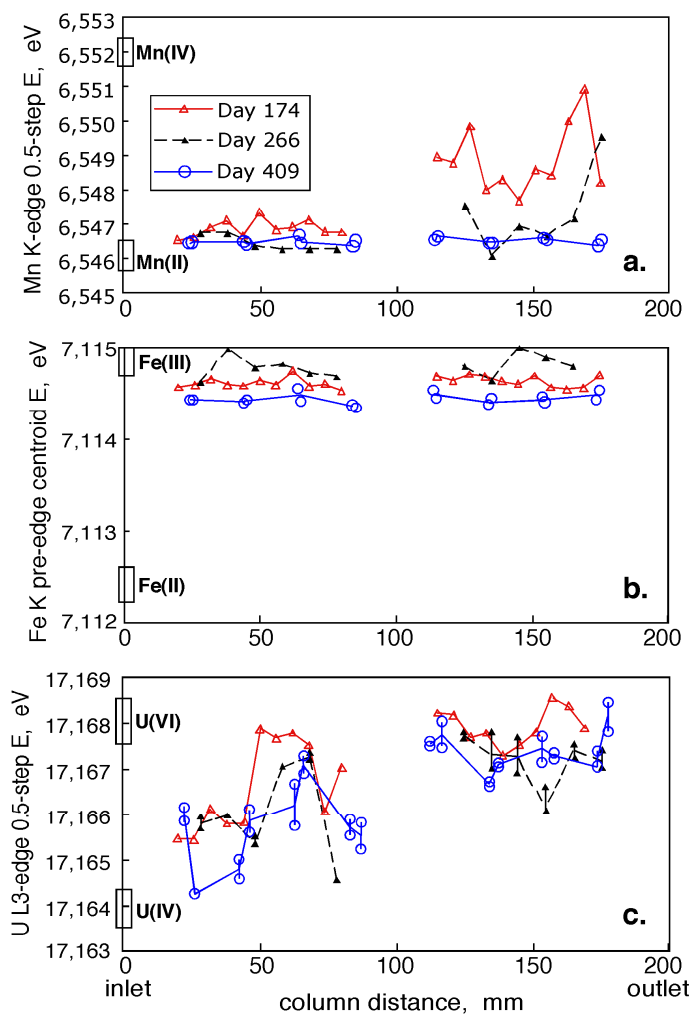 Mn K-edge 0.5-step E, eV
6,553
6,552
6,551
6,550
6,549
6,548
6,547
6,546
6,545
Mn(IV)
Mn(II)
Day 174
Day 266
Day 409
a.
0
50
100
150
200
Fe K pre-edge centroid E, eV
7,115
7,114
7,113
7,112
Fe(III)
Fe(II)
b.
0
50
100
150
200
U L3-edge 0.5-step E, eV
17,169
17,168
17,167
17,166
17,165
17,164
17,163
U(VI)
U(IV)
c.
0
50
100
150
200
inlet
column distance, mm
outlet